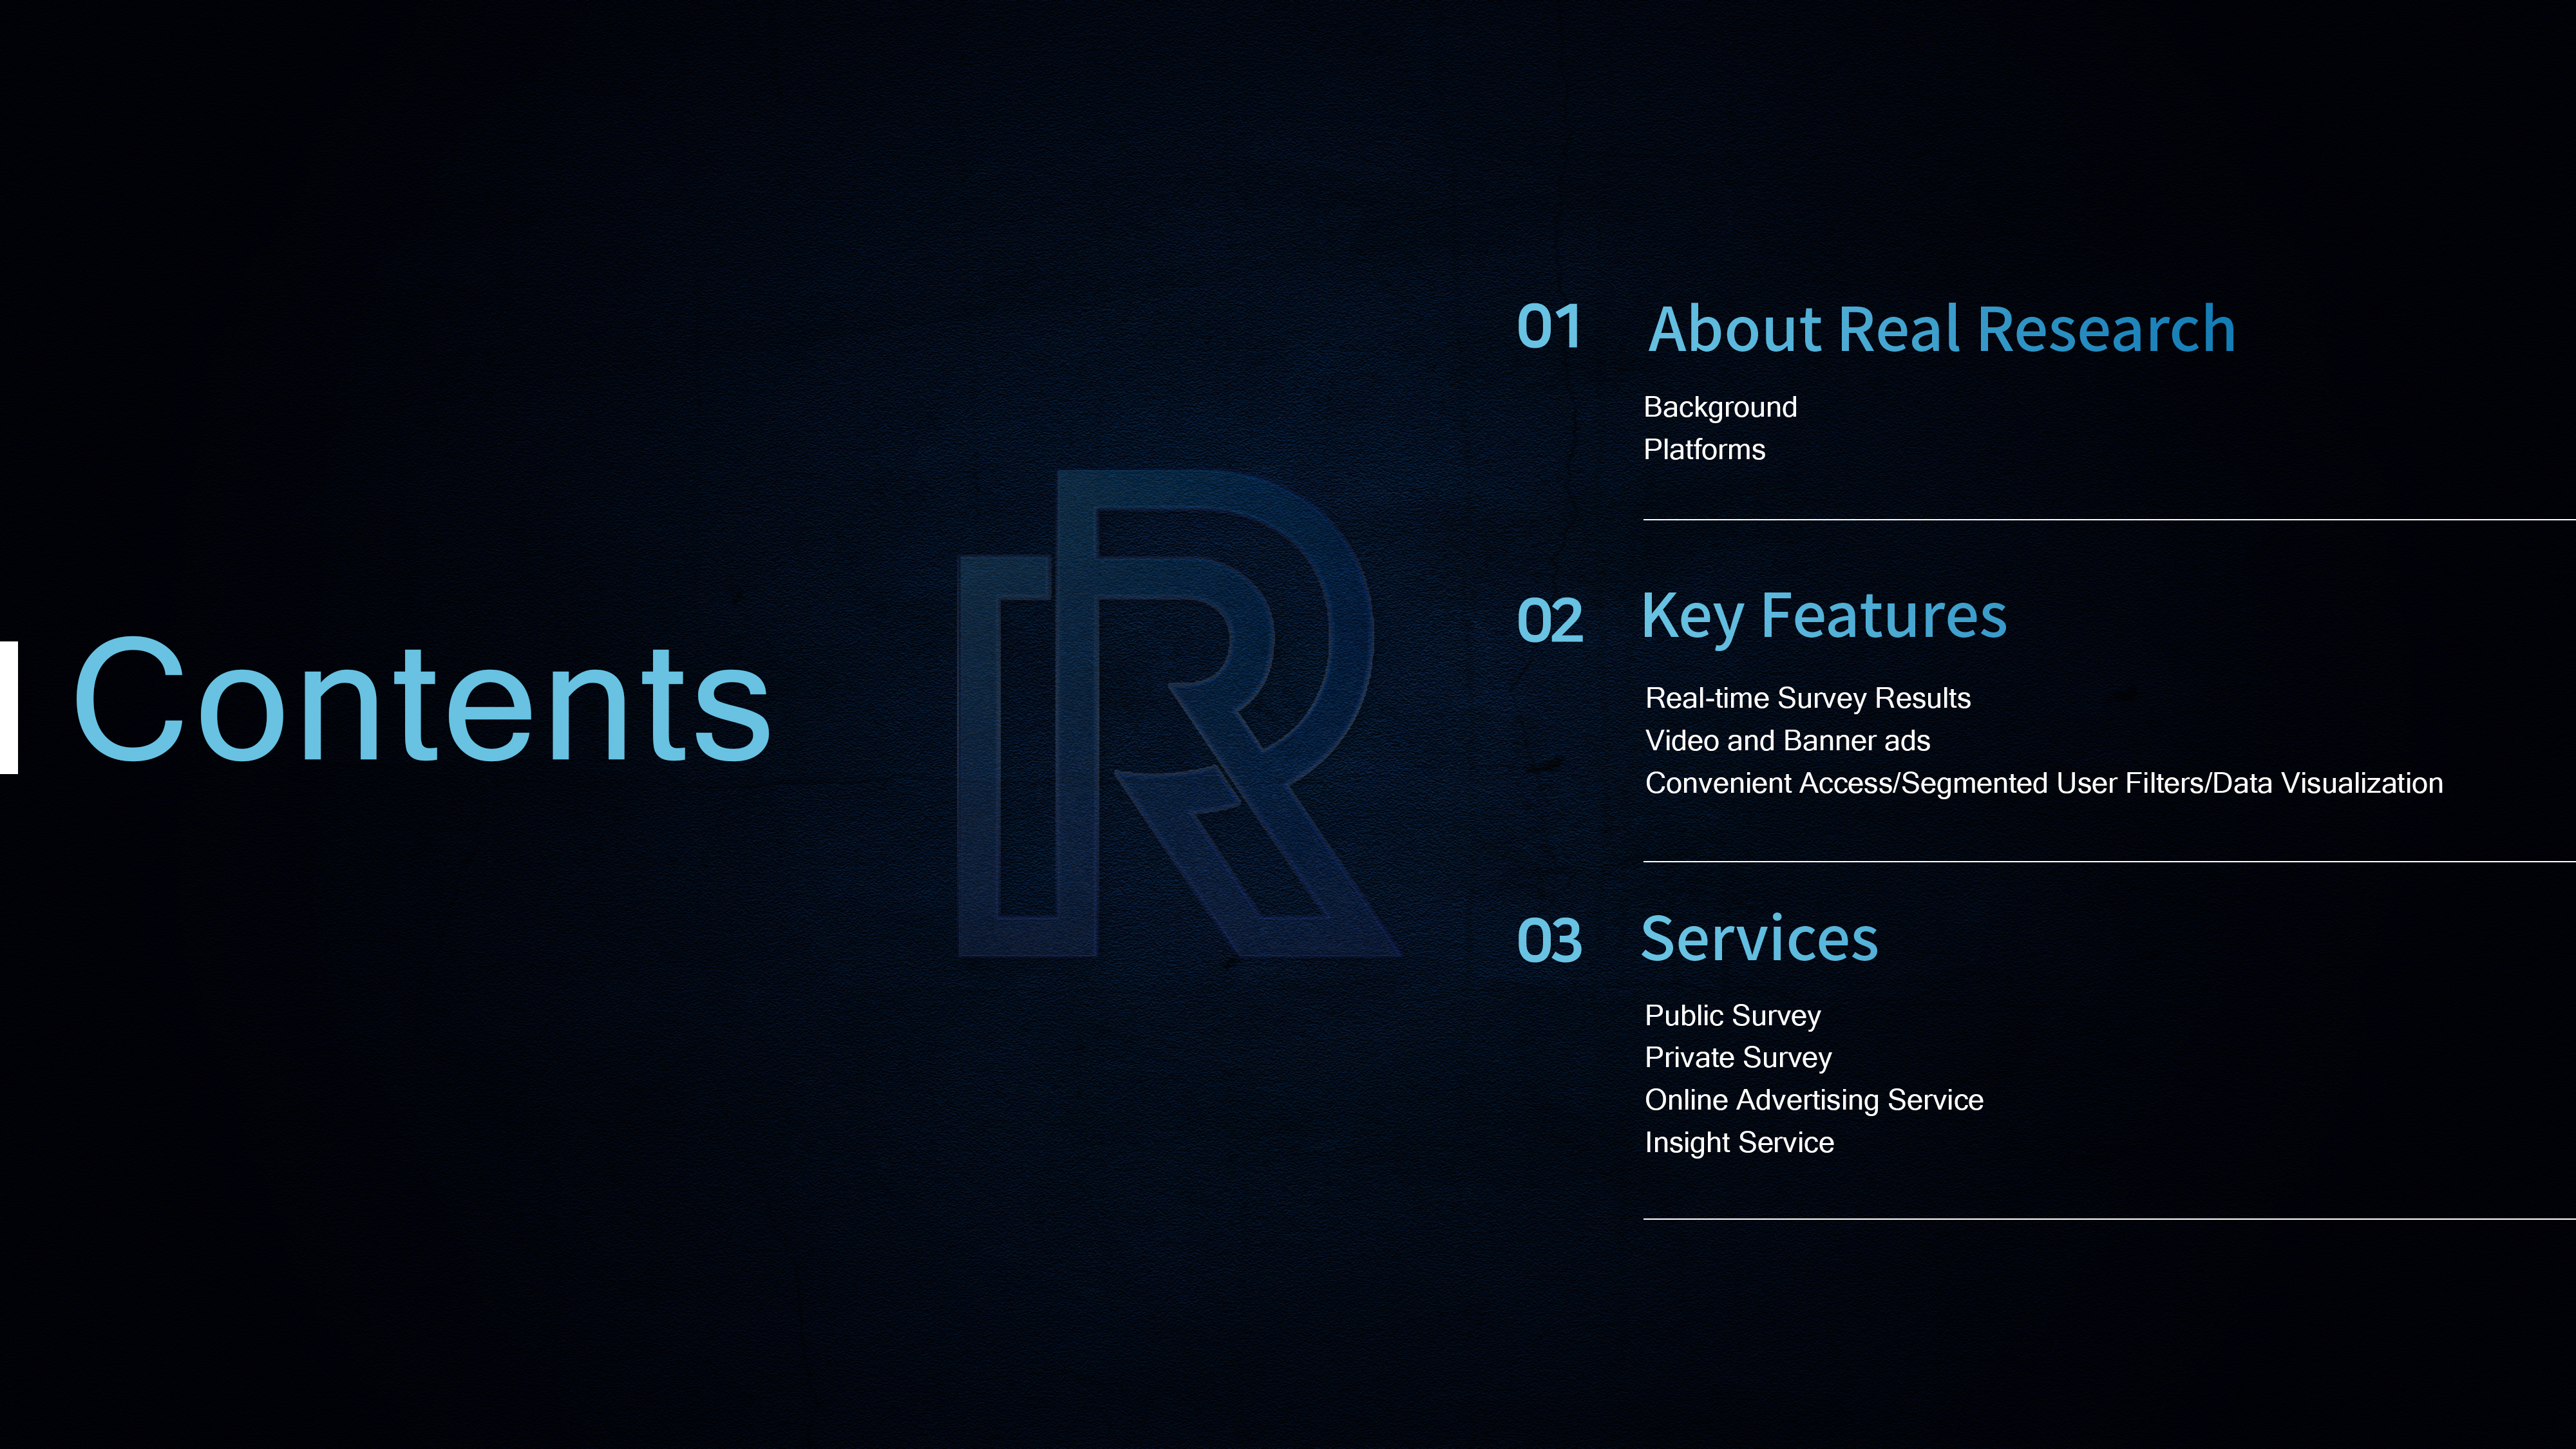 Contents
01 About Real Research
Background
Platforms
02 Key Features
Real-time Survey Results
Video and Banner ads
Convenient Access/Segmented User Filters/Data Visualization
03 Services
Public Survey
Private Survey
Online Advertising Service
Insight Service